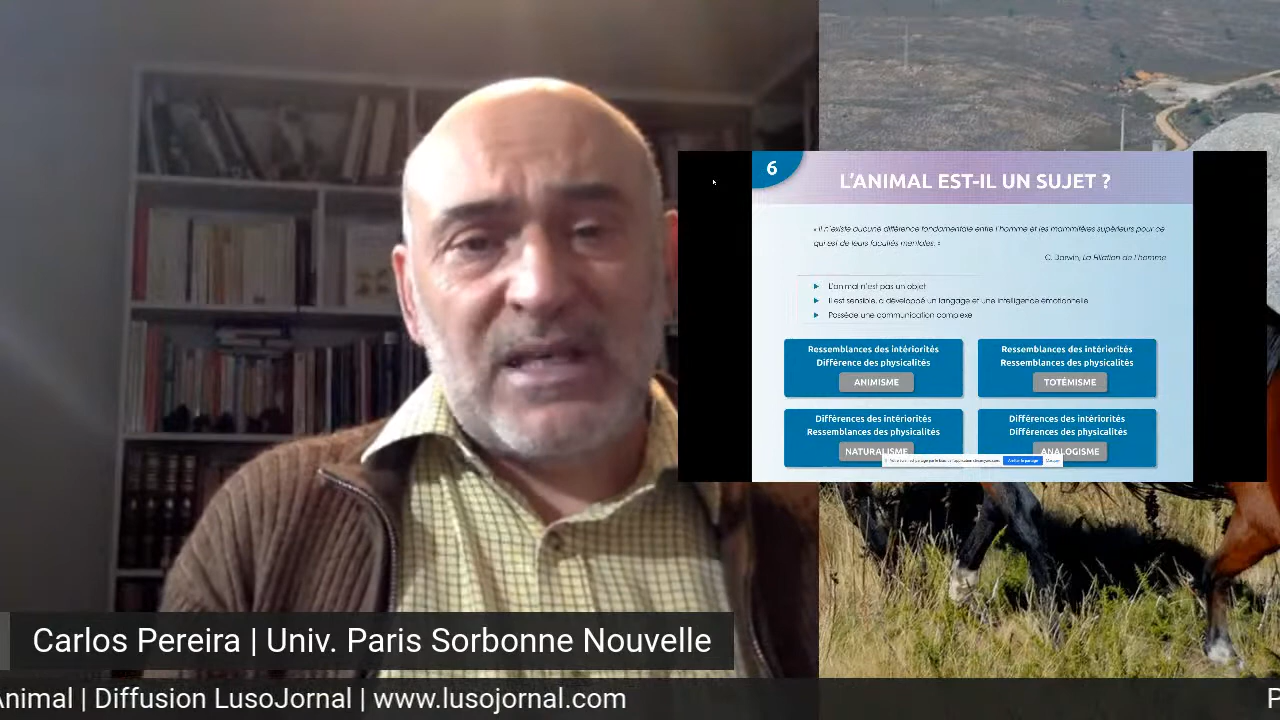 6
L'ANIMAL EST-IL UN SUJET ?
« Il n'existe aucune différence fondamentale entre l'homme et les mammifères supérieurs pour ce
qui est de leurs facultés mentales. »
C. Darwin, La Filiation de l'homme
L'animal n'est pas un objet
Il est sensible, a développé un langage et une intelligence émotionnelle
Possède une communication complexe
Ressemblances des intériorités
Différence des physicalités
ANIMISME
Ressemblances des intériorités
Ressemblances des physicalités
TOTÉMISME
Différences des intériorités
Ressemblances des physicalités
NATURALISME
Différences des intériorités
Différences des physicalités
ANALOGISME
Arrêter le partage
Masquer
Carlos Pereira | Univ. Paris Sorbonne Nouvelle
Animal | Diffusion LusoJornal | www.lusojornal.com
P